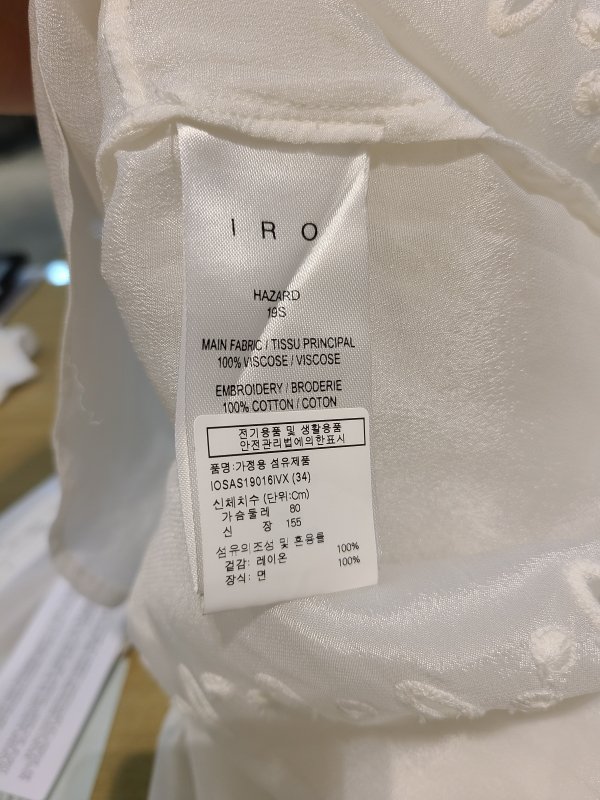 IRO
HAZARD
19S
MAIN FABRIC / TISSU PRINCIPAL
100% VISCOSE / VISCOSE
EMBROIDERY / BRODERIE
100% COTTON / COTON
전기용품 및 생활용품
안전관리법에의한표시
품명:가정용 섬유제품
IOSAS19016IVX (34)
신체치수 (단위:Cm)
가슴둘레 80
신 장 155
섬유의조성 및 혼용률
겉감: 레이온 100%
장식: 면 100%